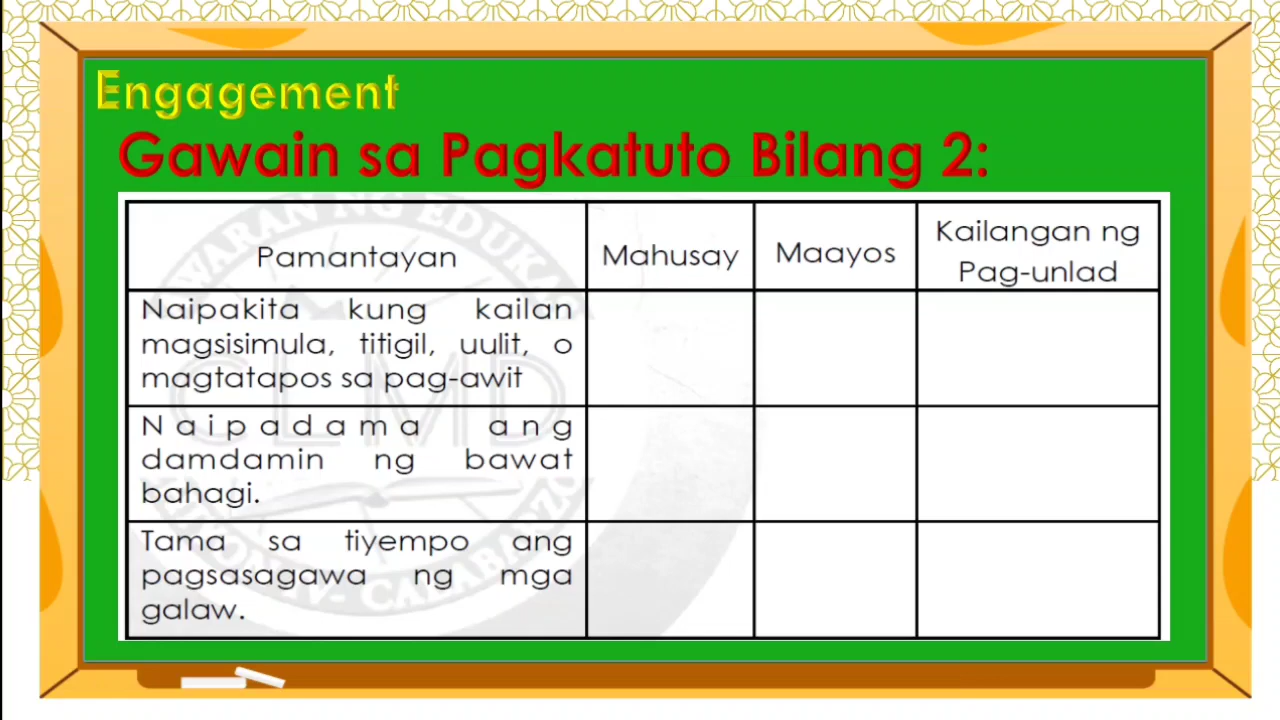 Engagement
Gawain sa Pagkatuto Bilang 2:
Pamantayan
Mahusay
Maayos
Kailangan ng
Pag-unlad
Naipakita kung kailan
magsisimula, titigil, uulit, o
magtatapos sa pag-awit
Naipadama ang
damdamin ng bawat
bahagi.
Tama sa tiyempo ang
pagsasagawa ng mga
galaw.
CLMD